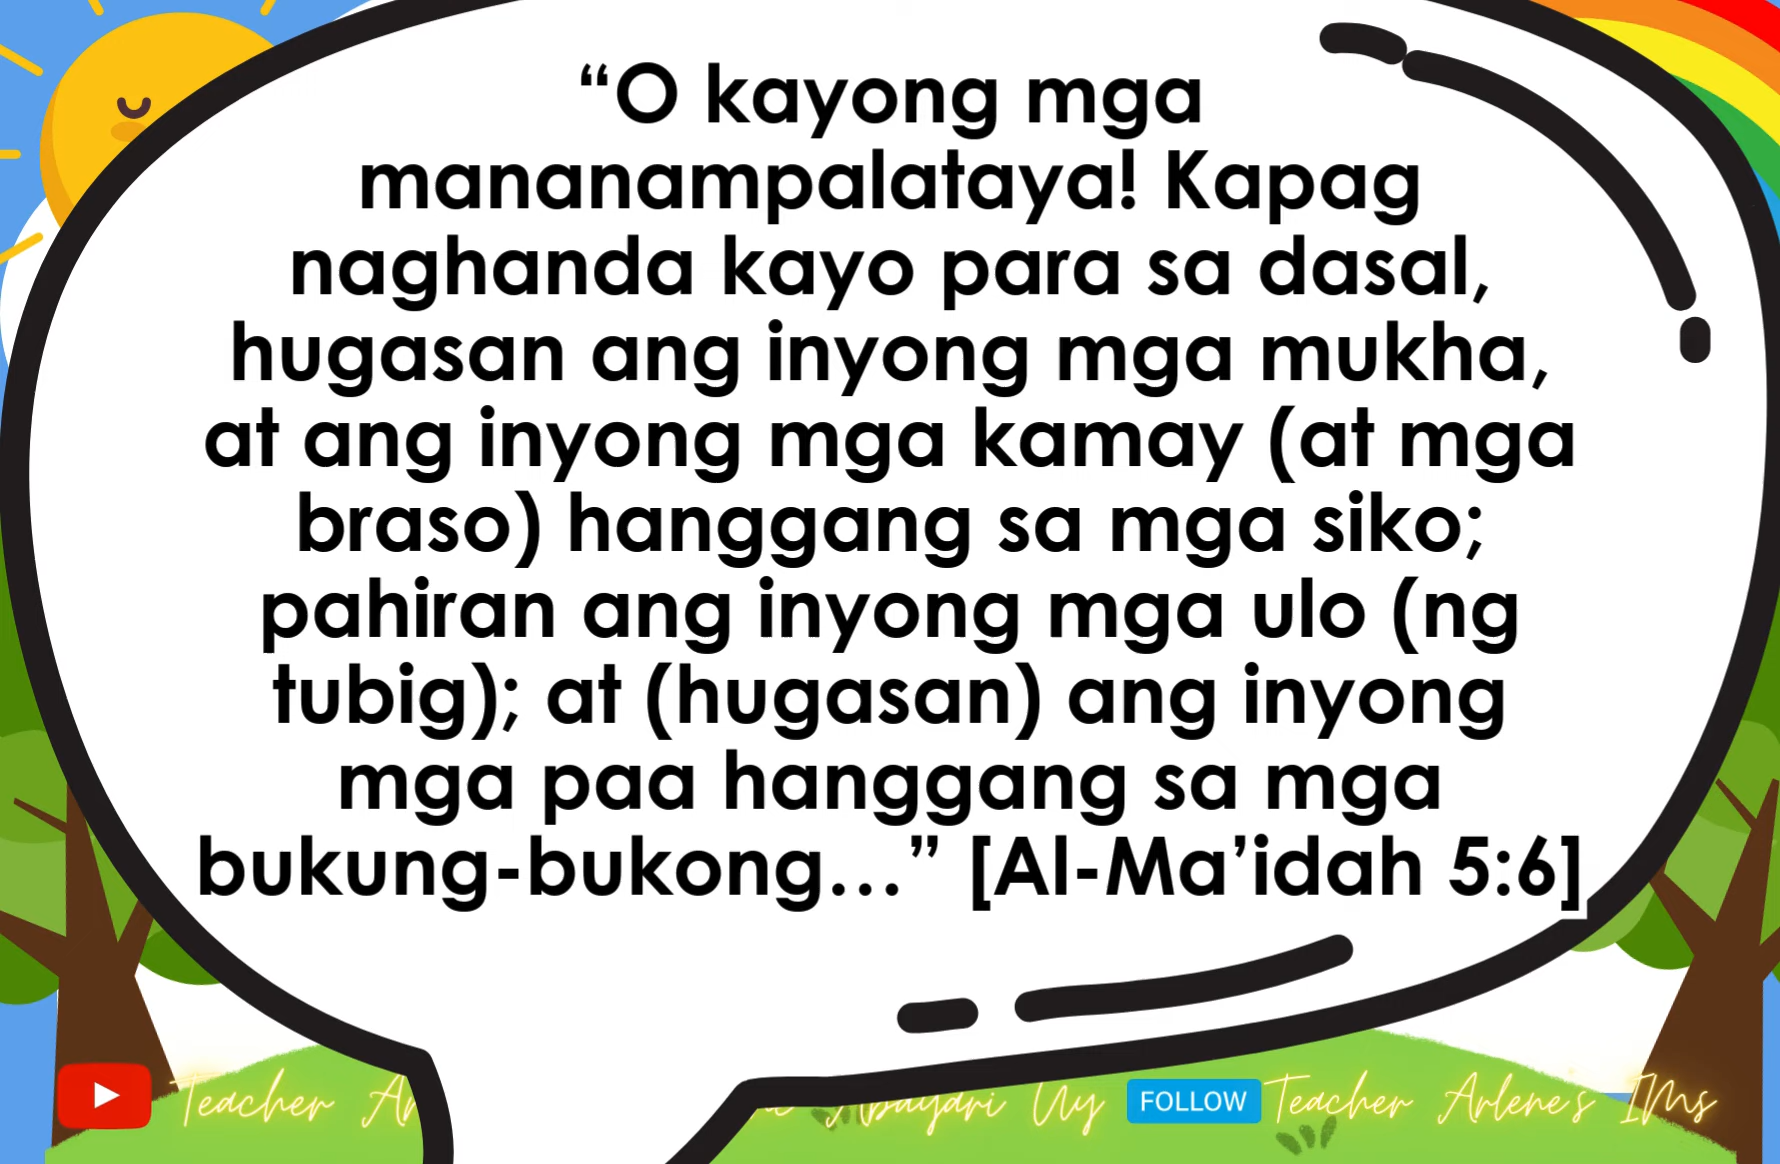 “O kayong mga
mananampalataya! Kapag
naghanda kayo para sa dasal,
hugasan ang inyong mga mukha,
at ang inyong mga kamay (at mga
braso) hanggang sa mga siko;
pahiran ang inyong mga ulo (ng
tubig); at (hugasan) ang inyong
mga paa hanggang sa mga
bukung-bukong...” [Al-Ma’idah 5:6]
Teacher Abayari Uy FOLLOW Teacher Arlene's IMs